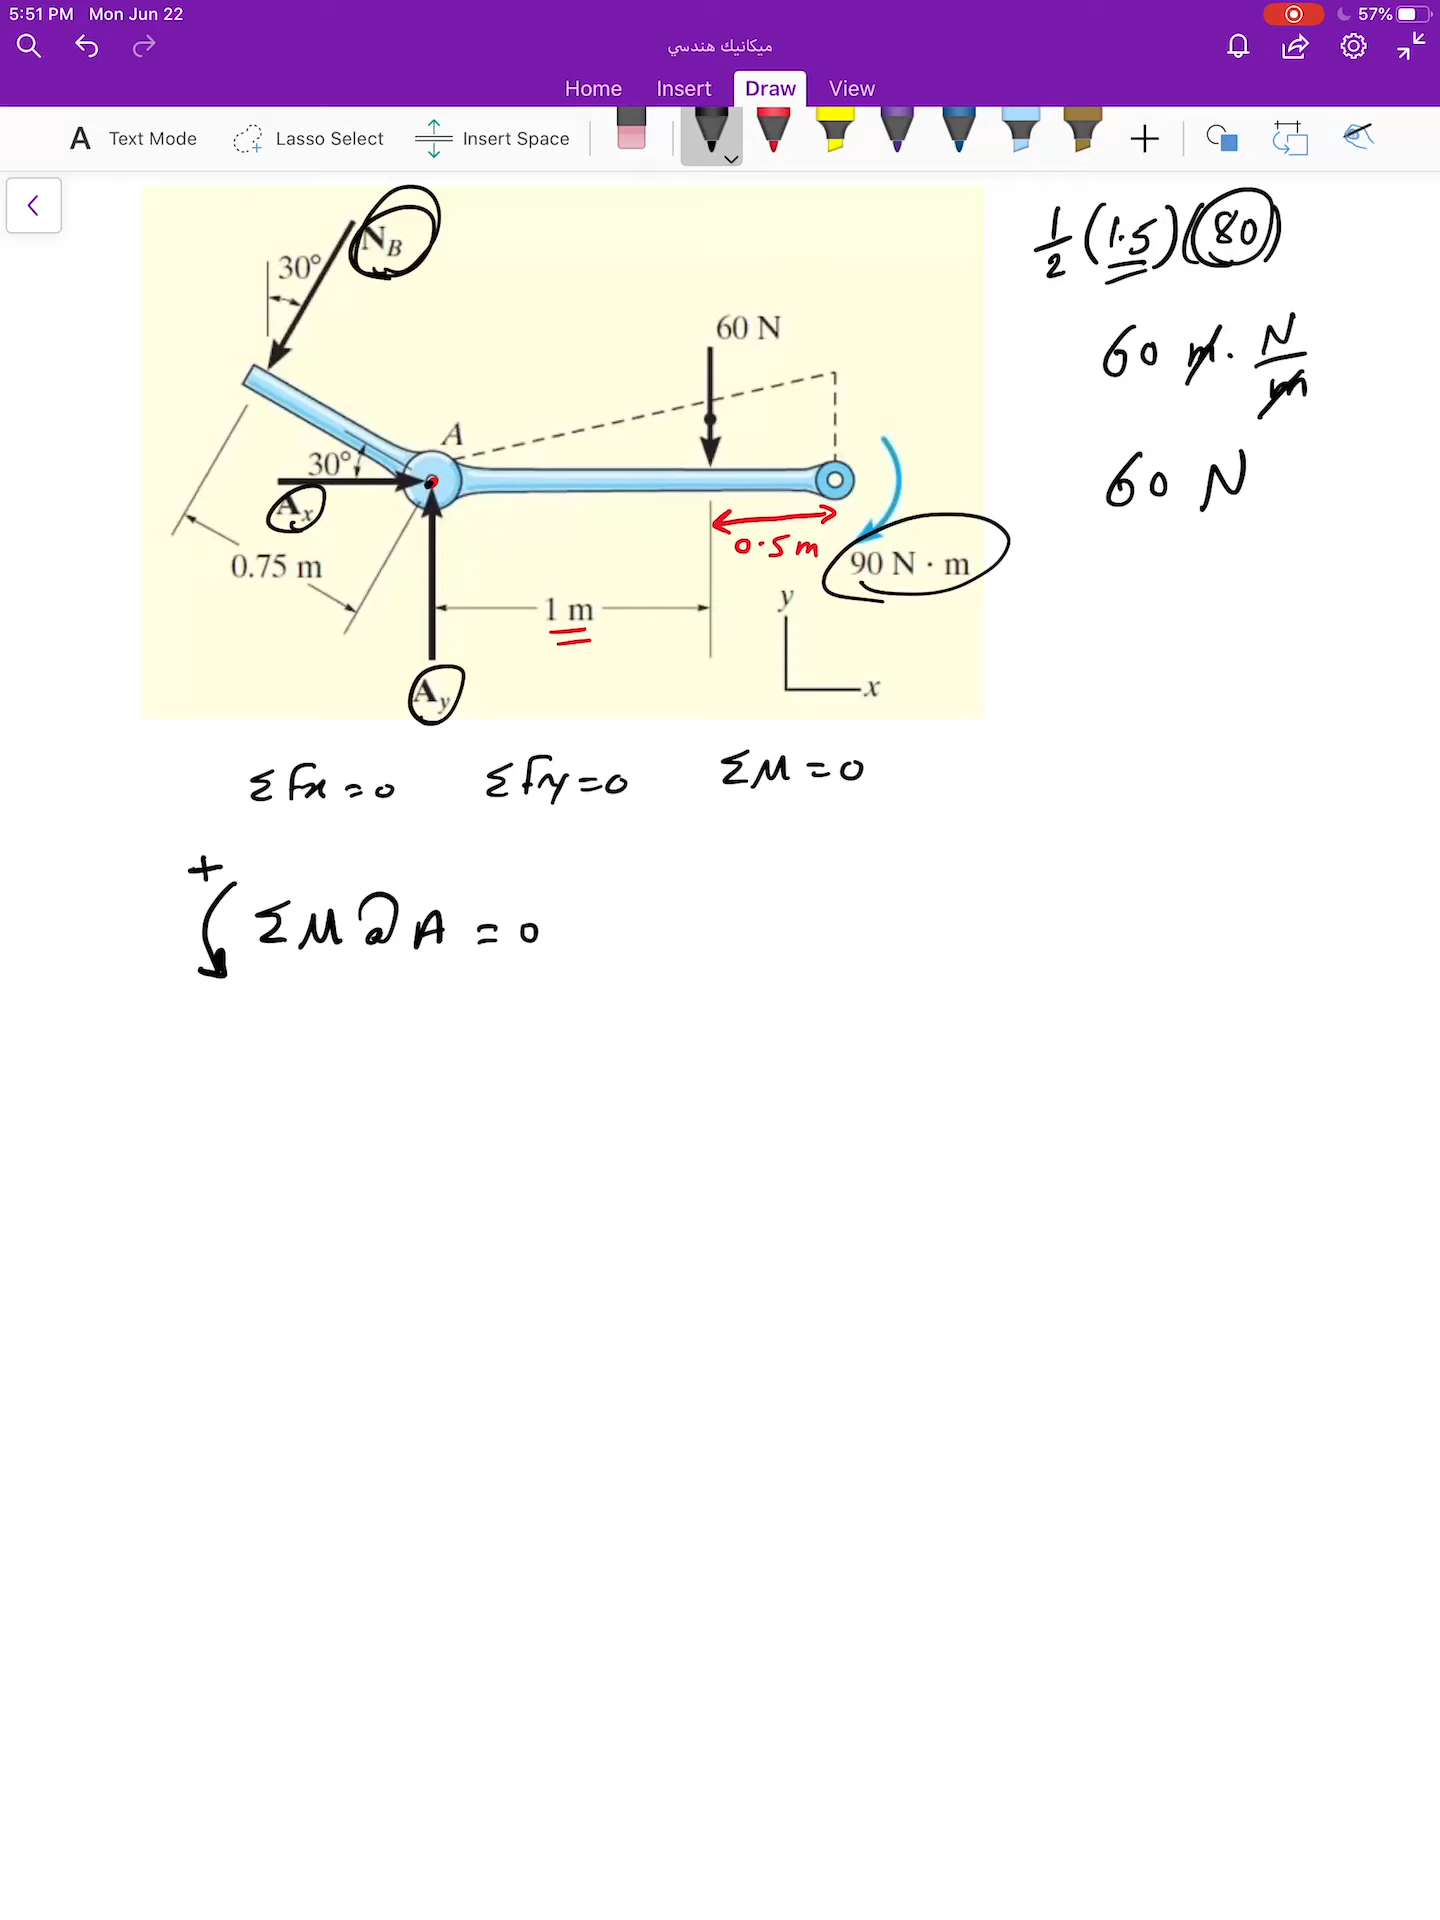 5:51 PM Mon Jun 22
57%
ميكانيك هندسي
Home Insert Draw View
A Text Mode Lasso Select Insert Space
N_B
30°
60 N
A
30°
A_x
0.75 m
0.5 m
90 N · m
1 m
y
x
A_y
1/2 (1.5)(80)
60 m · N/m
60 N
ΣFx = 0 ΣFy = 0 ΣM = 0
+
ΣM @ A = 0